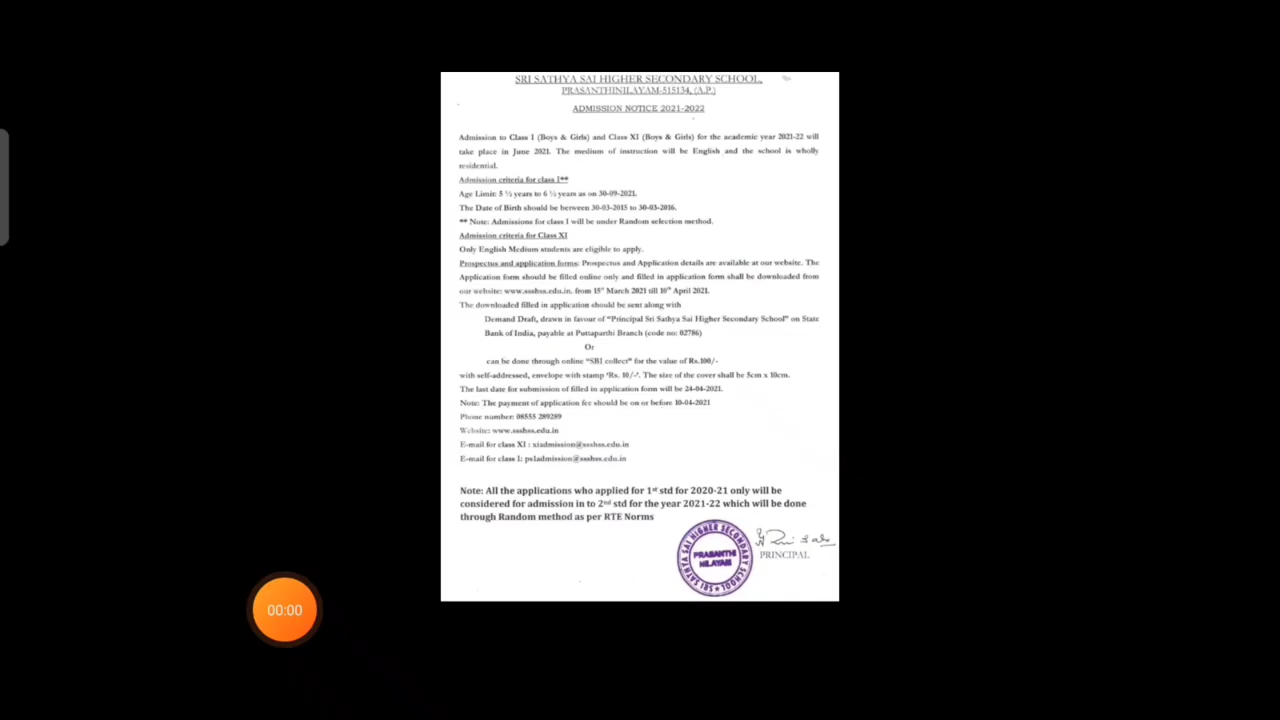 SRI SATHYA SAI HIGHER SECONDARY SCHOOL,
PRASANTHINILAYAM-515134, (A.P.)
ADMISSION NOTICE 2021-2022
Admission to Class I (Boys & Girls) and Class XI (Boys & Girls) for the academic year 2021-22 will
take place in June 2021. The medium of instruction will be English and the school is wholly
residential.
Admission criteria for class I**
Age Limit: 5 ½ years to 6 ½ years as on 30-09-2021.
The Date of Birth should be between 30-03-2015 to 30-03-2016.
** Note: Admissions for class I will be under Random selection method.
Admission criteria for Class XI
Only English Medium students are eligible to apply.
Prospectus and application forms: Prospectus and Application details are available at our website. The
Application form should be filled online only and filled in application form shall be downloaded from
our website: www.ssshss.edu.in. from 15st March 2021 till 10th April 2021.
The downloaded filled in application should be sent along with
Demand Draft, drawn in favour of "Principal Sri Sathya Sai Higher Secondary School" on State
Bank of India, payable at Puttaparthi Branch (code no: 02786)
Or
can be done through online "SBI collect" for the value of Rs.100/-
with self-addressed, envelope with stamp 'Rs. 10/-'. The size of the cover shall be 5cm x 10cm.
The last date for submission of filled in application form will be 24-04-2021.
Note: The payment of application fee should be on or before 10-04-2021
Phone number: 08555 289289
Website: www.ssshss.edu.in
E-mail for class XI : xiadmission@ssshss.edu.in
E-mail for class I: ps1admission@ssshss.edu.in
Note: All the applications who applied for 1st std for 2020-21 only will be
considered for admission in to 2nd std for the year 2021-22 which will be done
through Random method as per RTE Norms
SRI SATHYA SAI HIGHER SECONDARY SCHOOL
PRASANTHI
NILAYAM
PRINCIPAL
00:00